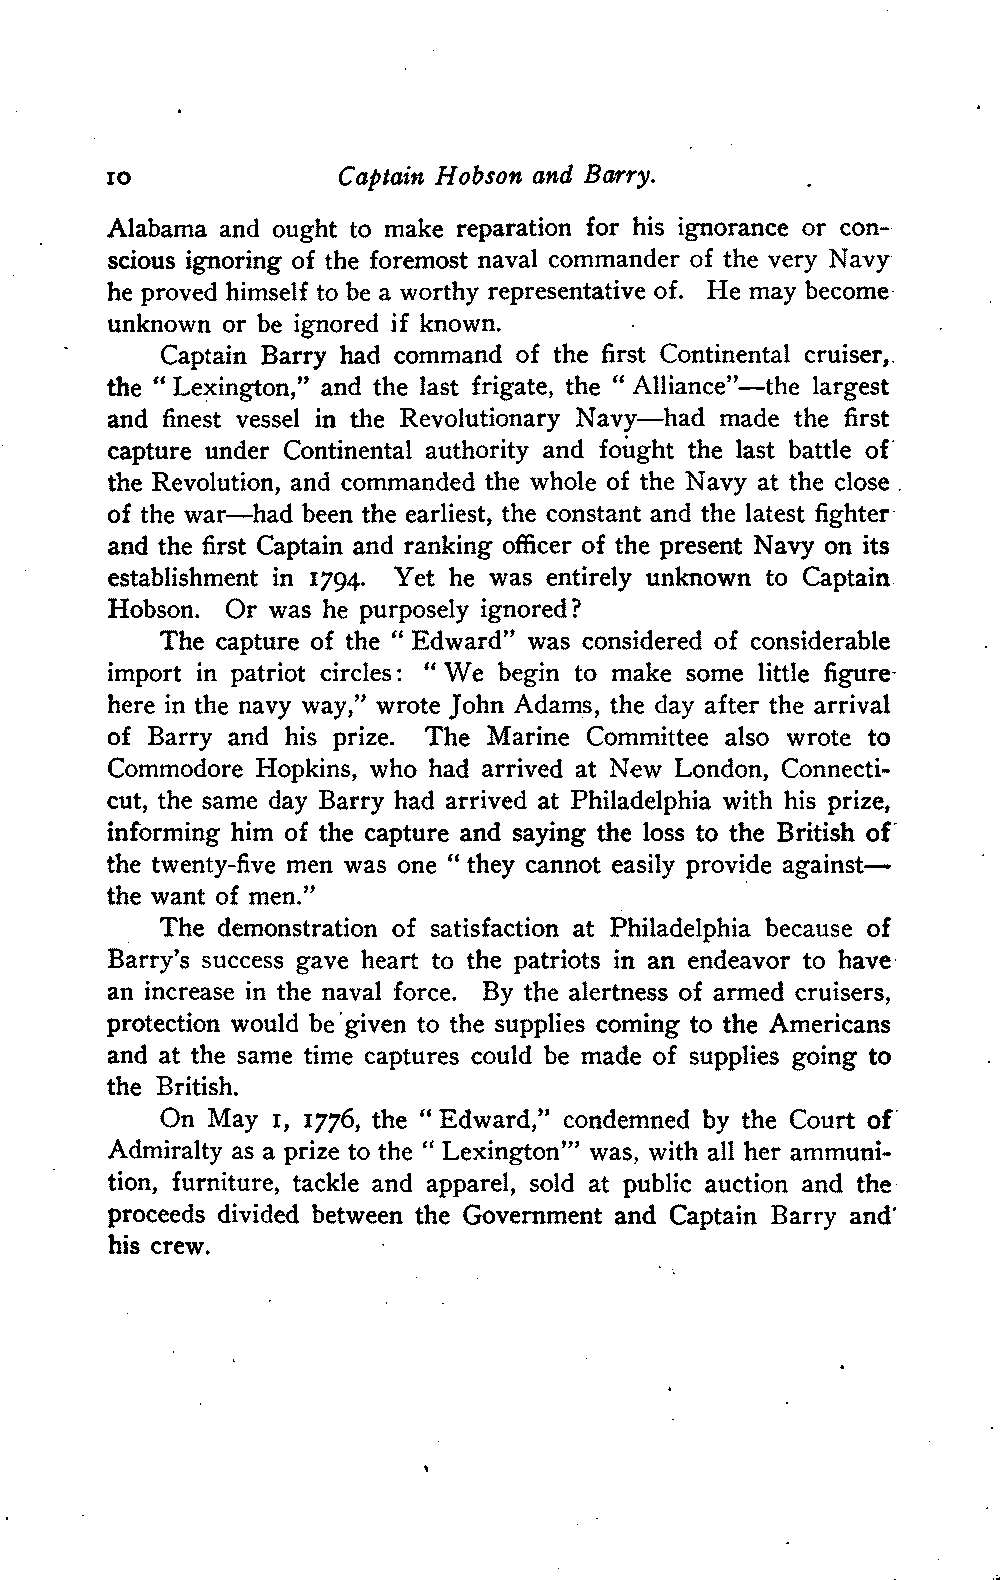 10 Captain Hobson and Barry.
Alabama and ought to make reparation for his ignorance or con-
scious ignoring of the foremost naval commander of the very Navy
he proved himself to be a worthy representative of. He may become
unknown or be ignored if known.
Captain Barry had command of the first Continental cruiser,
the “ Lexington,” and the last frigate, the “ Alliance”—the largest
and finest vessel in the Revolutionary Navy—had made the first
capture under Continental authority and fought the last battle of
the Revolution, and commanded the whole of the Navy at the close
of the war—had been the earliest, the constant and the latest fighter
and the first Captain and ranking officer of the present Navy on its
establishment in 1794. Yet he was entirely unknown to Captain
Hobson. Or was he purposely ignored?
The capture of the “ Edward” was considered of considerable
import in patriot circles: “ We begin to make some little figure
here in the navy way,” wrote John Adams, the day after the arrival
of Barry and his prize. The Marine Committee also wrote to
Commodore Hopkins, who had arrived at New London, Connecti-
cut, the same day Barry had arrived at Philadelphia with his prize,
informing him of the capture and saying the loss to the British of
the twenty-five men was one “ they cannot easily provide against—
the want of men.”
The demonstration of satisfaction at Philadelphia because of
Barry’s success gave heart to the patriots in an endeavor to have
an increase in the naval force. By the alertness of armed cruisers,
protection would be given to the supplies coming to the Americans
and at the same time captures could be made of supplies going to
the British.
On May 1, 1776, the “ Edward,” condemned by the Court of
Admiralty as a prize to the “ Lexington’” was, with all her ammuni-
tion, furniture, tackle and apparel, sold at public auction and the
proceeds divided between the Government and Captain Barry and
his crew.